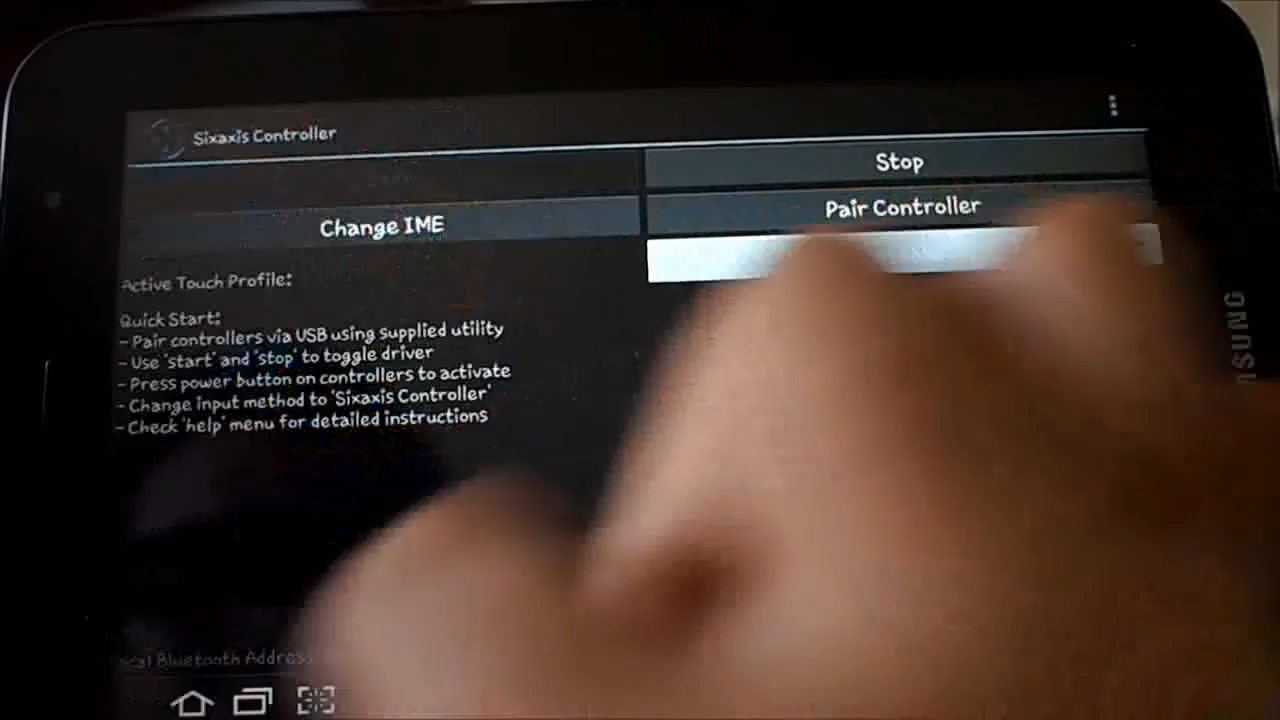 Sixaxis Controller
Stop
Change IME
Pair Controller
Active Touch Profile:
Quick Start:
- Pair controllers via USB using supplied utility
- Use 'start' and 'stop' to toggle driver
- Press power button on controllers to activate
- Change input method to 'Sixaxis Controller'
- Check 'help' menu for detailed instructions
Bluetooth Address